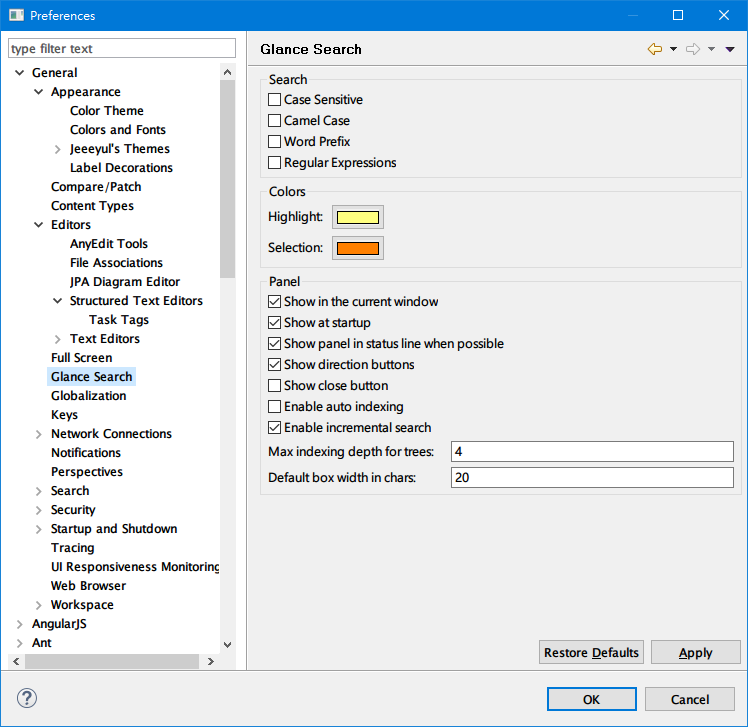 Preferences
type filter text
General
Appearance
Color Theme
Colors and Fonts
Jeeeyul's Themes
Label Decorations
Compare/Patch
Content Types
Editors
AnyEdit Tools
File Associations
JPA Diagram Editor
Structured Text Editors
Task Tags
Text Editors
Full Screen
Glance Search
Globalization
Keys
Network Connections
Notifications
Perspectives
Search
Security
Startup and Shutdown
Tracing
UI Responsiveness Monitoring
Web Browser
Workspace
AngularJS
Ant
Glance Search
Search
Case Sensitive
Camel Case
Word Prefix
Regular Expressions
Colors
Highlight:
Selection:
Panel
Show in the current window
Show at startup
Show panel in status line when possible
Show direction buttons
Show close button
Enable auto indexing
Enable incremental search
Max indexing depth for trees: 4
Default box width in chars: 20
Restore Defaults Apply
? OK Cancel